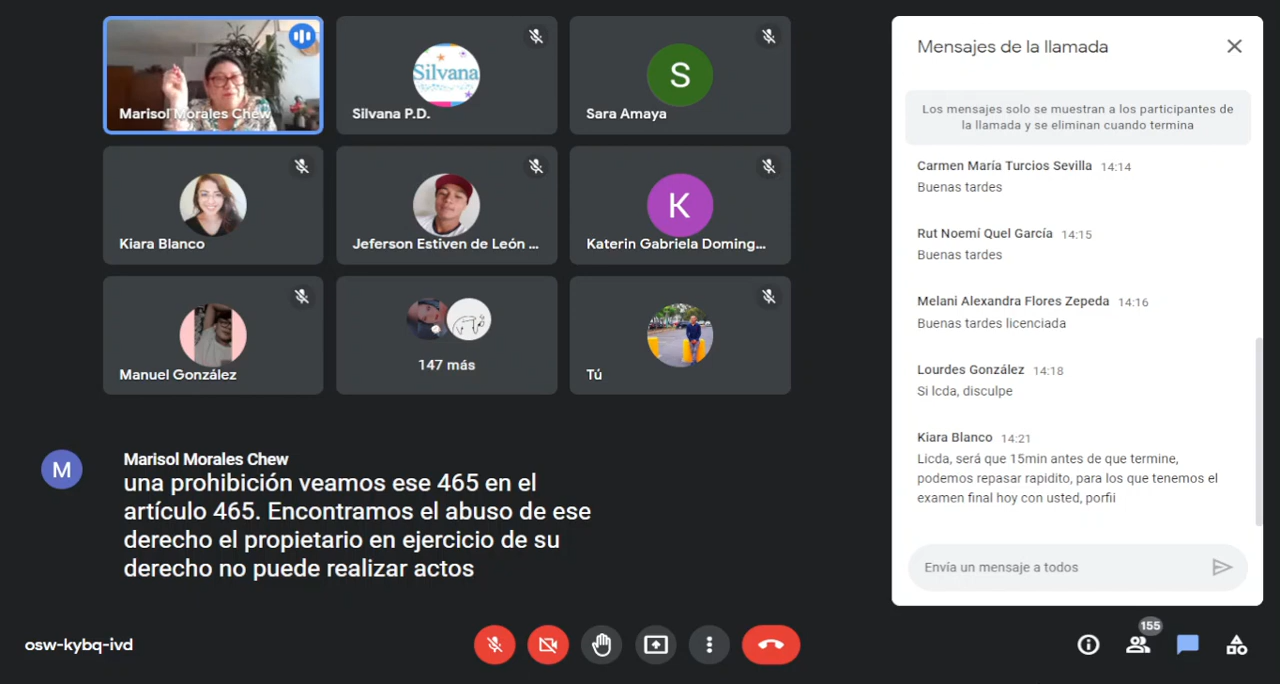 Marisol Morales Chew
Silvana
Silvana P.D.
S
Sara Amaya
Kiara Blanco
Jeferson Estiven de León ...
K
Katerin Gabriela Doming...
Manuel González
147 más
Tú
M
Marisol Morales Chew
una prohibición veamos ese 465 en el
artículo 465. Encontramos el abuso de ese
derecho el propietario en ejercicio de su
derecho no puede realizar actos
Mensajes de la llamada
Los mensajes solo se muestran a los participantes de
la llamada y se eliminan cuando termina
Carmen María Turcios Sevilla 14:14
Buenas tardes
Rut Noemí Quel García 14:15
Buenas tardes
Melani Alexandra Flores Zepeda 14:16
Buenas tardes licenciada
Lourdes González 14:18
Si lcda, disculpe
Kiara Blanco 14:21
Licda, será que 15min antes de que termine,
podemos repasar rapidito, para los que tenemos el
examen final hoy con usted, porfii
Envía un mensaje a todos
osw-kybq-ivd
155